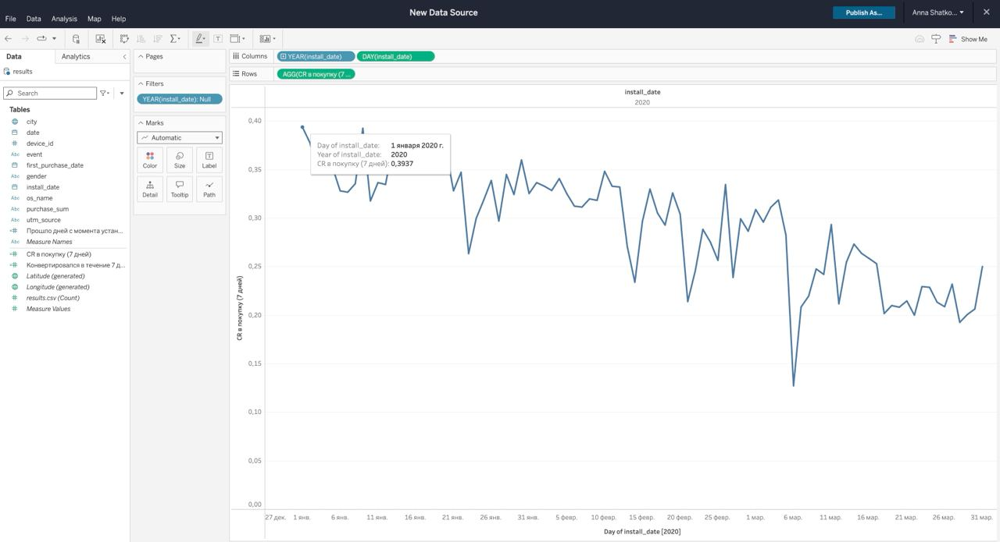 New Data Source
File Data Analysis Map Help
Publish As...
Anna Shatko...
Show Me
Data Analytics
results
Search
Tables
city
date
device_id
Abc event
first_purchase_date
Abc gender
install_date
Abc os_name
Abc purchase_sum
Abc utm_source
Прошло дней с момента устан...
Abc Measure Names
CR в покупку (7 дней)
Конвертировался в течение 7 д...
Latitude (generated)
Longitude (generated)
results.csv (Count)
Measure Values
Pages
Filters
YEAR(install_date): Null
Marks
Automatic
Color Size Label
Detail Tooltip Path
Columns YEAR(install_date) DAY(install_date)
Rows AGG(CR в покупку (7 ...
install_date
2020
Day of install_date: 1 января 2020 г.
Year of install_date: 2020
CR в покупку (7 дней): 0,3937
CR в покупку (7 дней)
0,40
0,35
0,30
0,25
0,20
0,15
0,10
0,05
0,00
27 дек. 1 янв. 6 янв. 11 янв. 16 янв. 21 янв. 26 янв. 31 янв. 5 февр. 10 февр. 15 февр. 20 февр. 25 февр. 1 мар. 6 мар. 11 мар. 16 мар. 21 мар. 26 мар. 31 мар.
Day of install_date [2020]